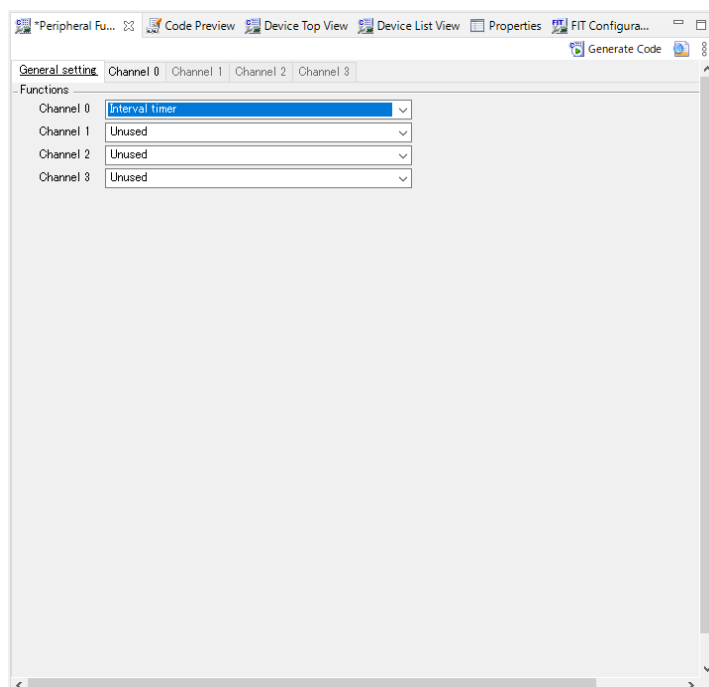 *Peripheral Fu... Code Preview Device Top View Device List View Properties FIT FIT Configura...
Generate Code
General setting Channel 0 Channel 1 Channel 2 Channel 3
Functions
Channel 0 Interval timer
Channel 1 Unused
Channel 2 Unused
Channel 3 Unused